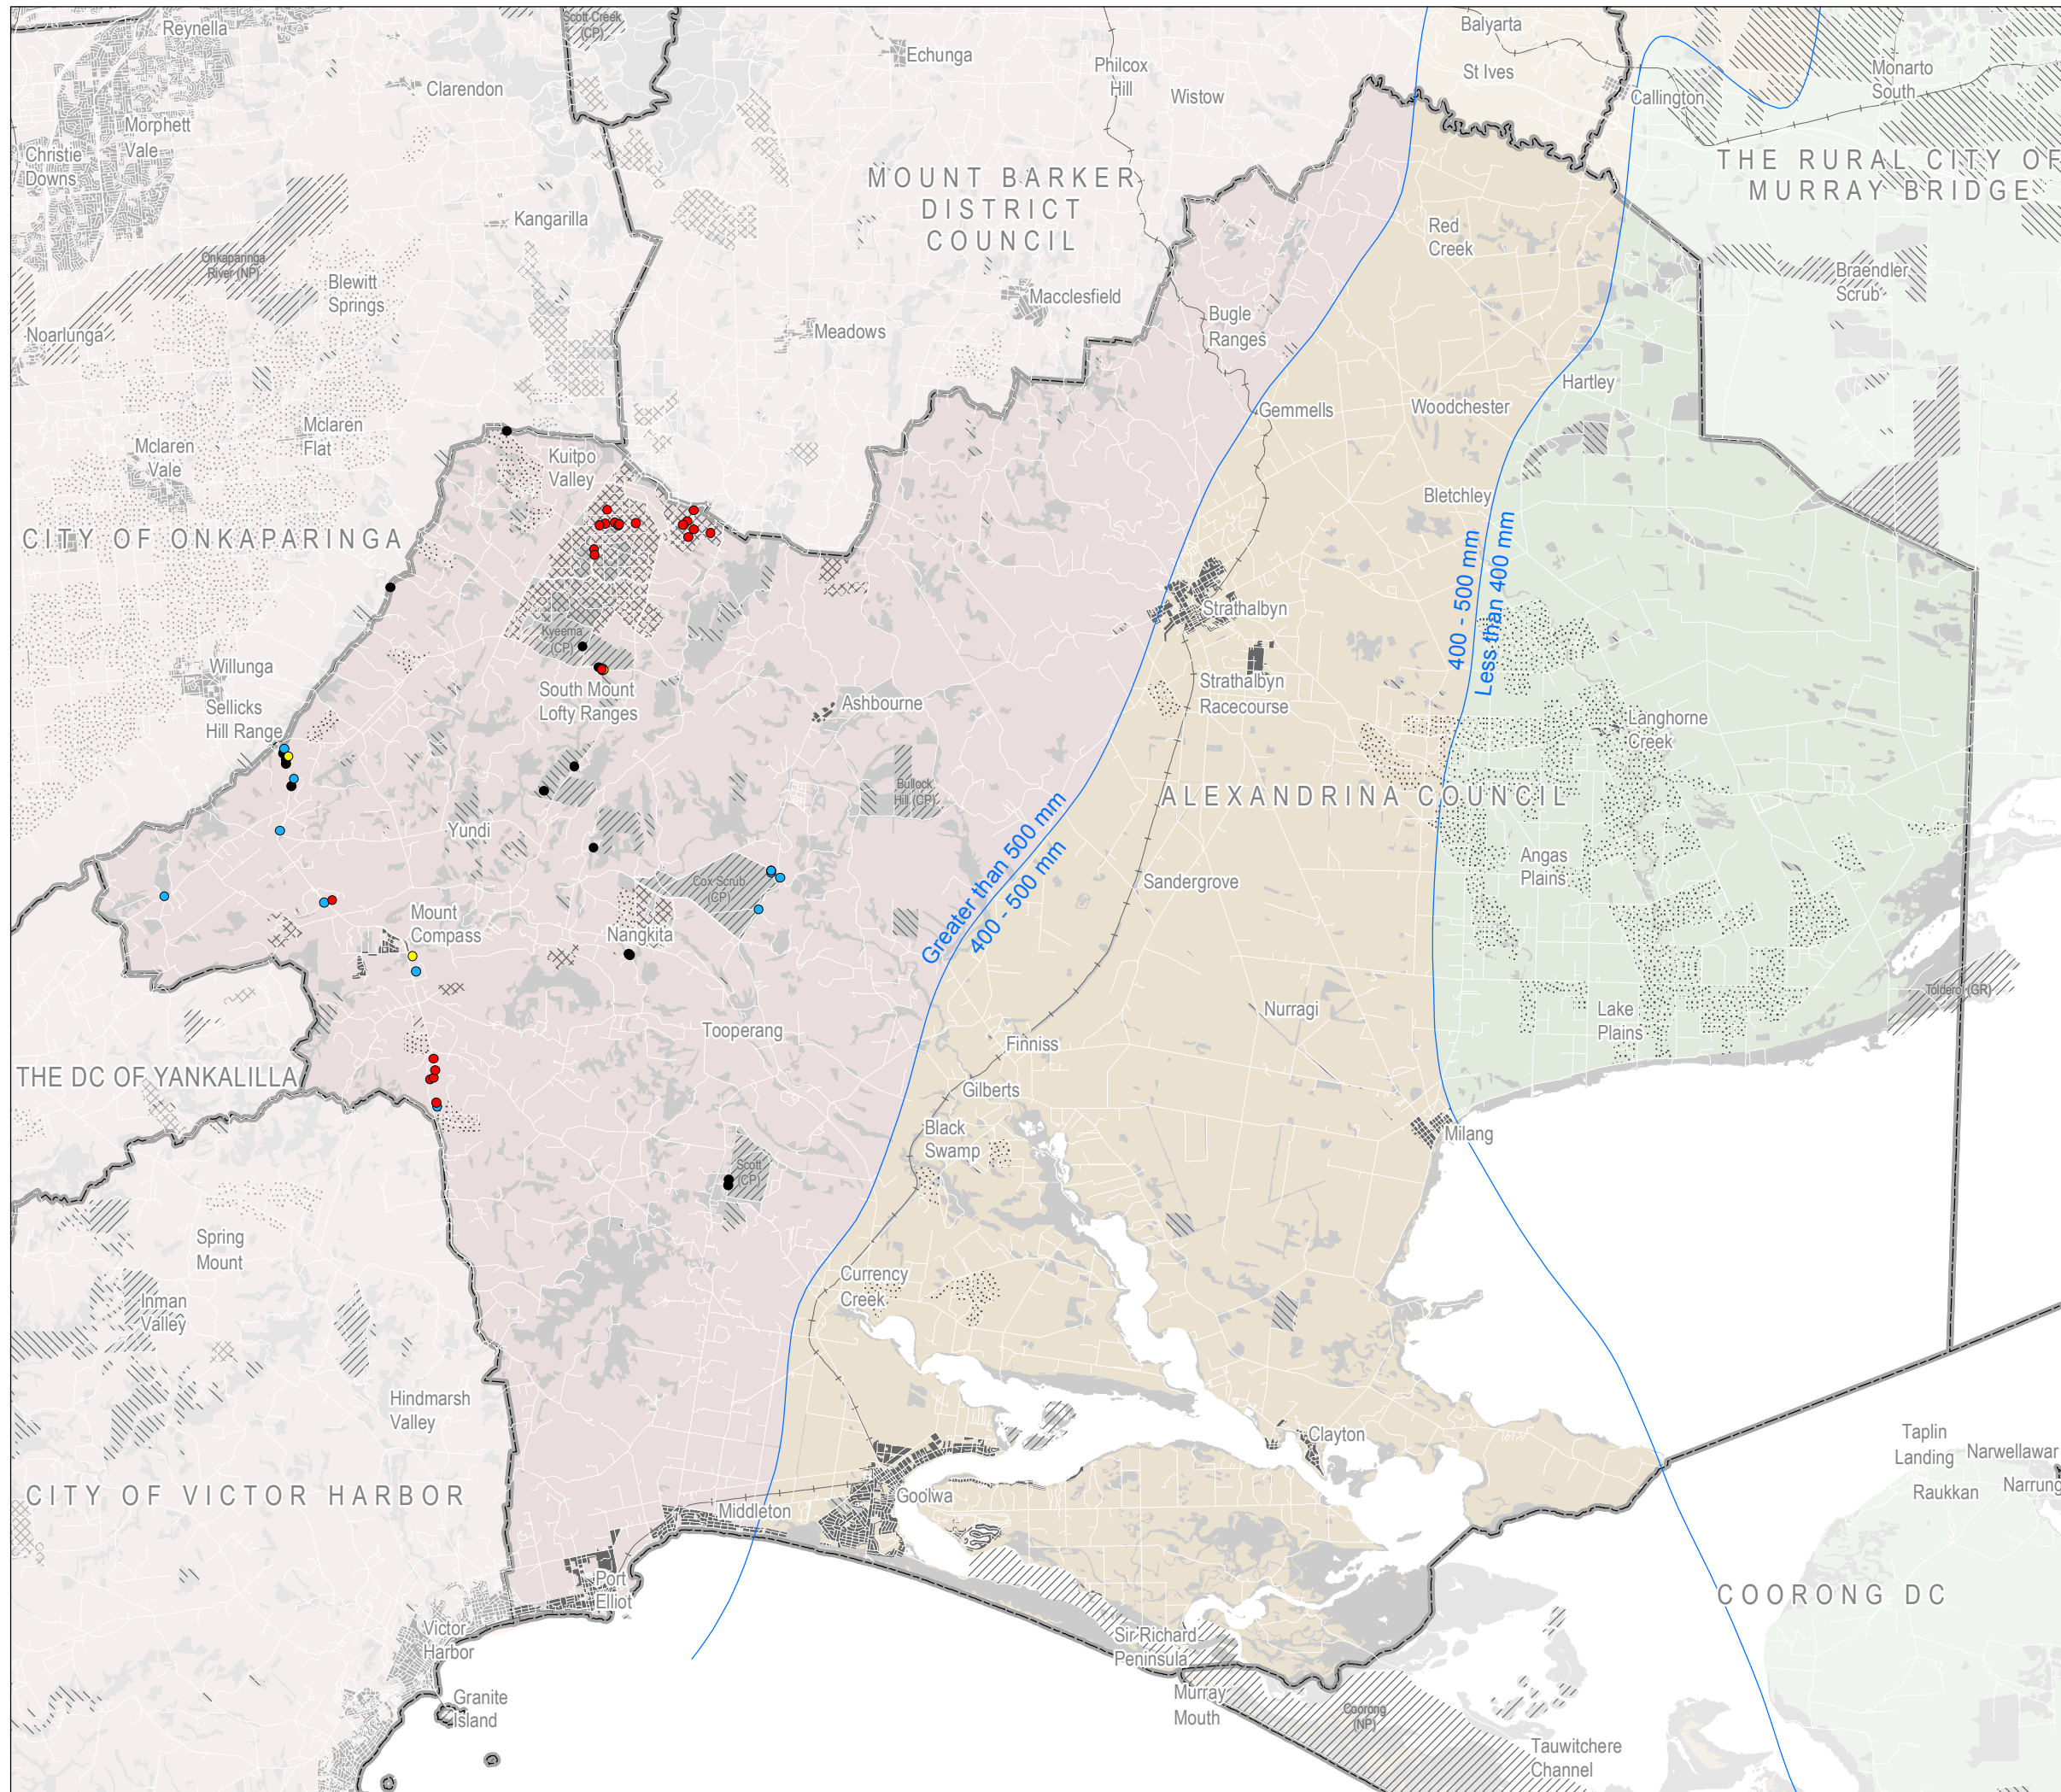 Reynella
Scott Creek
(CP)
Echunga
Balyarta
Clarendon
Philcox
Hill
St Ives
Monarto
South
Wistow
Callington
Morphett
Vale
Christie
Downs
MOUNT BARKER
DISTRICT
COUNCIL
THE RURAL CITY OF
MURRAY BRIDGE
Kangarilla
Red
Creek
Onkaparinga
River (NP)
Blewitt
Springs
Braendler
Scrub
Macclesfield
Noarlunga
Meadows
Bugle
Ranges
Hartley
Gemmells
Woodchester
Mclaren
Flat
Mclaren
Vale
Kuitpo
Valley
Bletchley
CITY OF ONKAPARINGA
400 - 500 mm
Less than 400 mm
Strathalbyn
Kyeema
(CP)
Willunga
South Mount
Lofty Ranges
Strathalbyn
Racecourse
Sellicks
Hill Range
Ashbourne
Langhorne
Creek
Bullock
Hill (CP)
ALEXANDRINA COUNCIL
Yundi
Greater than 500 mm
400 - 500 mm
Angas
Plains
Cox Scrub
(CP)
Sandergrove
Mount
Compass
Nangkita
Tolderol (GR)
Nurragi
Lake
Plains
Tooperang
Finniss
THE DC OF YANKALILLA
Gilberts
Black
Swamp
Milang
Scott
(CP)
Spring
Mount
Currency
Creek
Inman
Valley
Hindmarsh
Valley
Clayton
Taplin
Landing
Narwellawar
Raukkan
Narrung
CITY OF VICTOR HARBOR
Goolwa
Middleton
Port
Elliot
COORONG DC
Victor
Harbor
Sir Richard
Peninsula
Granite
Island
Murray
Mouth
Coorong
(NP)
Tauwitchere
Channel